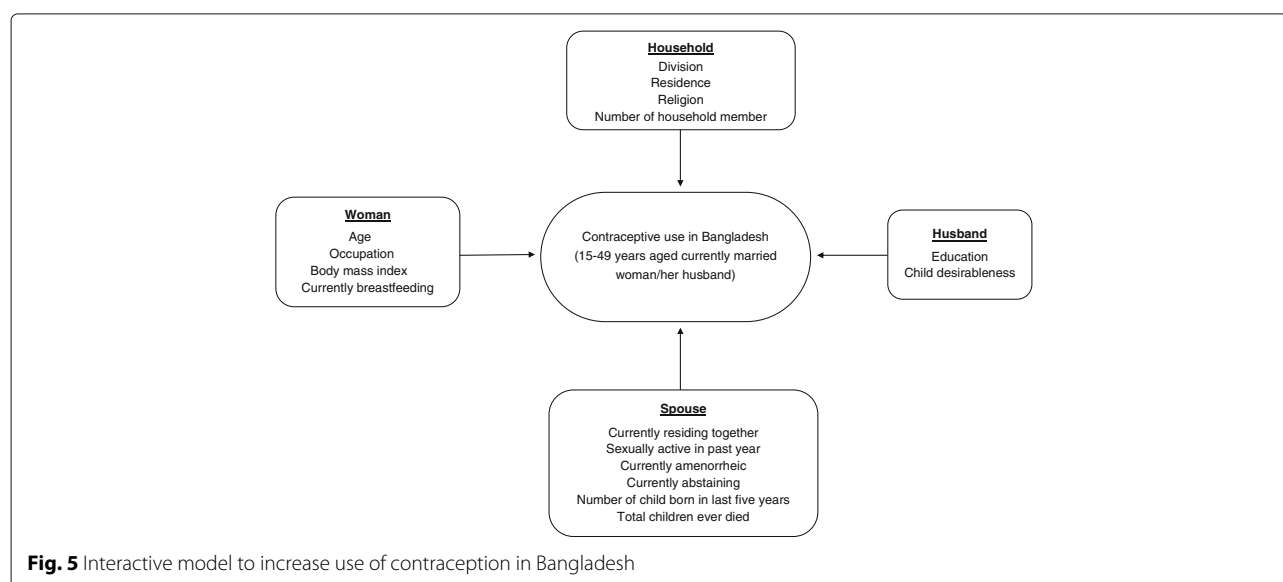 Household
Division
Residence
Religion
Number of household member
Woman
Age
Occupation
Body mass index
Currently breastfeeding
Contraceptive use in Bangladesh
(15-49 years aged currently married
woman/her husband)
Husband
Education
Child desirableness
Spouse
Currently residing together
Sexually active in past year
Currently amenorrheic
Currently abstaining
Number of child born in last five years
Total children ever died
Fig. 5 Interactive model to increase use of contraception in Bangladesh